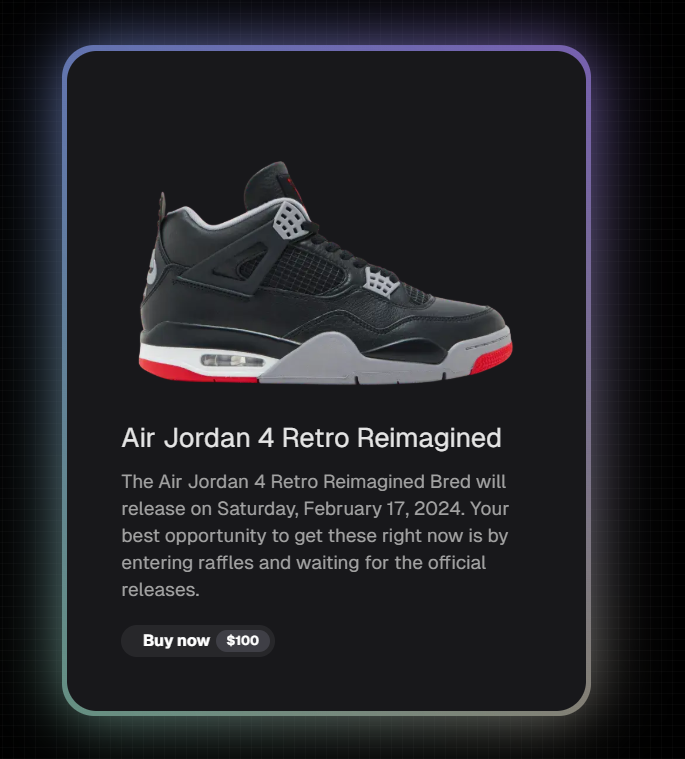 Air Jordan 4 Retro Reimagined
The Air Jordan 4 Retro Reimagined Bred will
release on Saturday, February 17, 2024. Your
best opportunity to get these right now is by
entering raffles and waiting for the official
releases.
Buy now $100